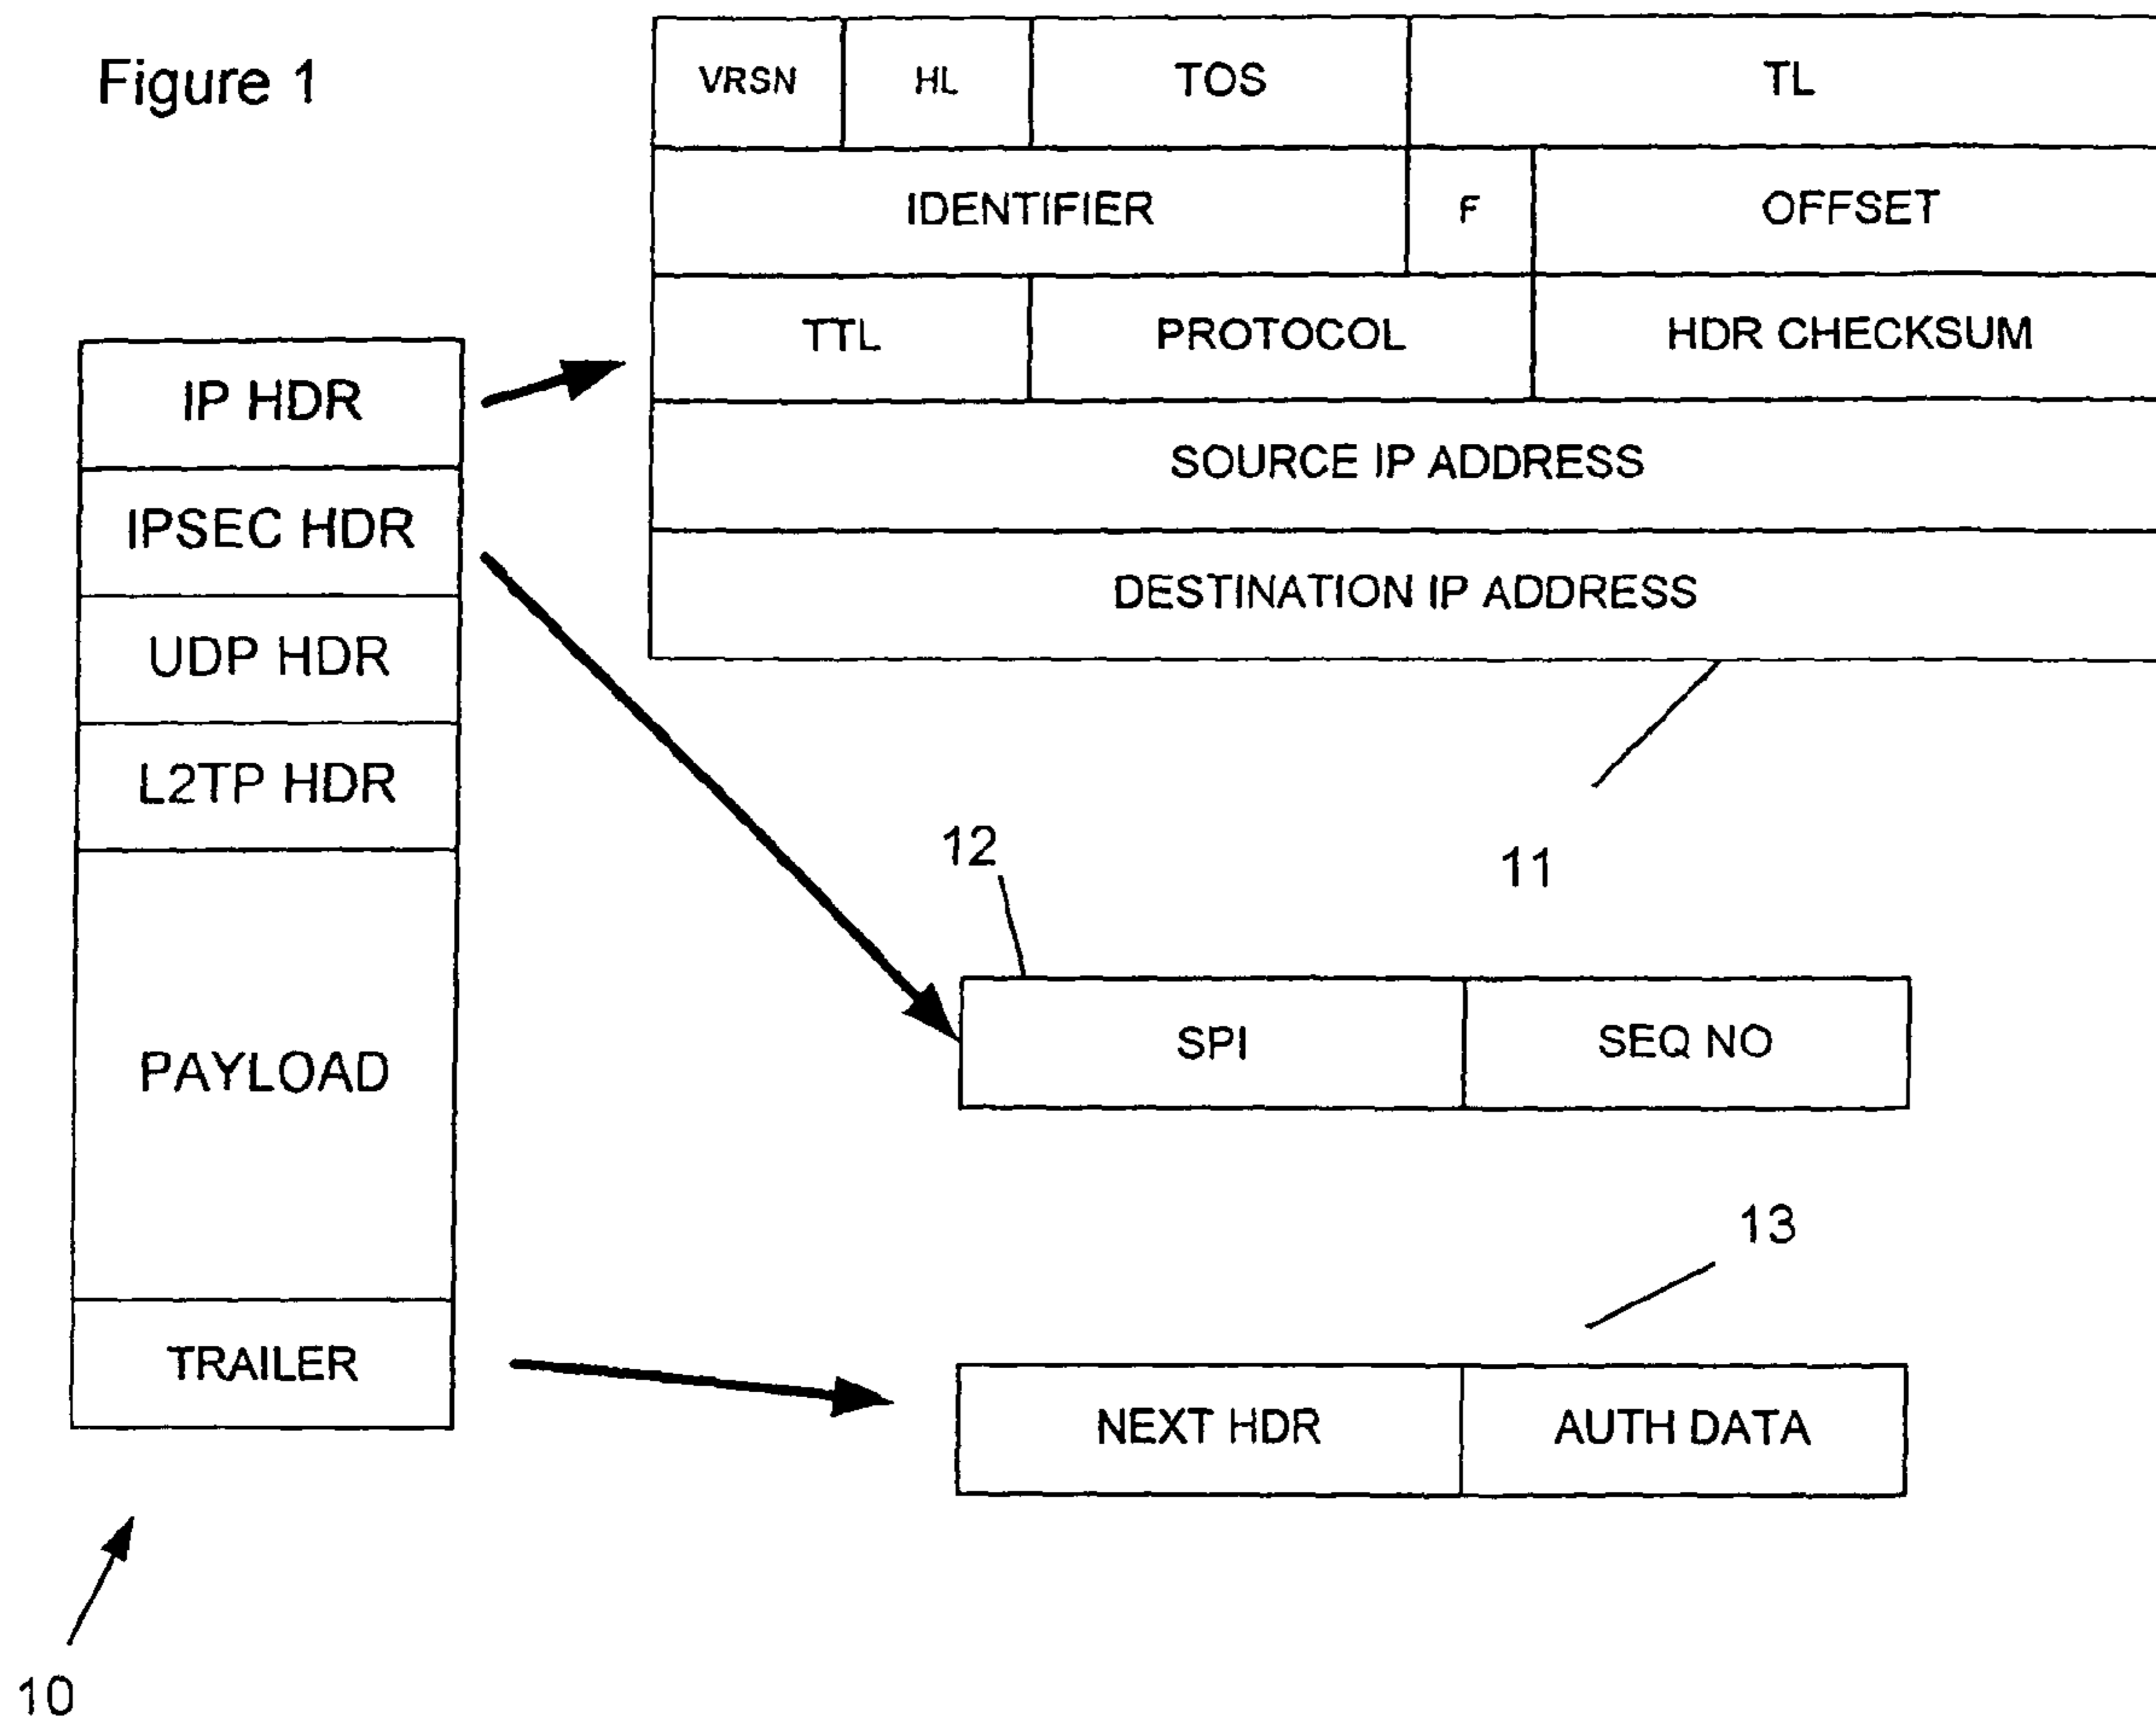 Figure 1
VRSN HL TOS TL
IDENTIFIER F OFFSET
TTL PROTOCOL HDR CHECKSUM
SOURCE IP ADDRESS
DESTINATION IP ADDRESS
11
IP HDR
IPSEC HDR
UDP HDR
L2TP HDR
PAYLOAD
TRAILER
10
12
SPI SEQ NO
13
NEXT HDR AUTH DATA